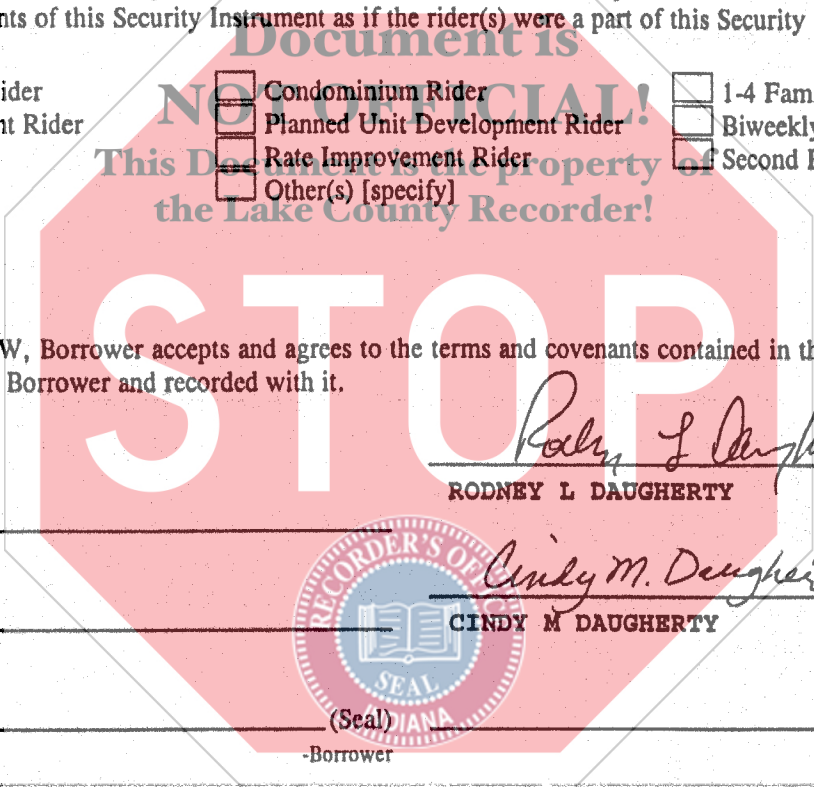 nts of this Security Instrument as if the rider(s) were a part of this Security
Document is
ider Condominium Rider 1-4 Fam
NOT OFFICIAL!
nt Rider Planned Unit Development Rider Biweekly
This Document is the property of
Rate Improvement Rider Second
Other(s) [specify]
the Lake County Recorder!
STOP
W, Borrower accepts and agrees to the terms and covenants contained in th
Borrower and recorded with it.
Rodney L Daugh
RODNEY L DAUGHERTY
RECORDER'S OFFIC
Cindy M. Daugher
CINDY M DAUGHERTY
SEAL
INDIANA
(Seal)
-Borrower